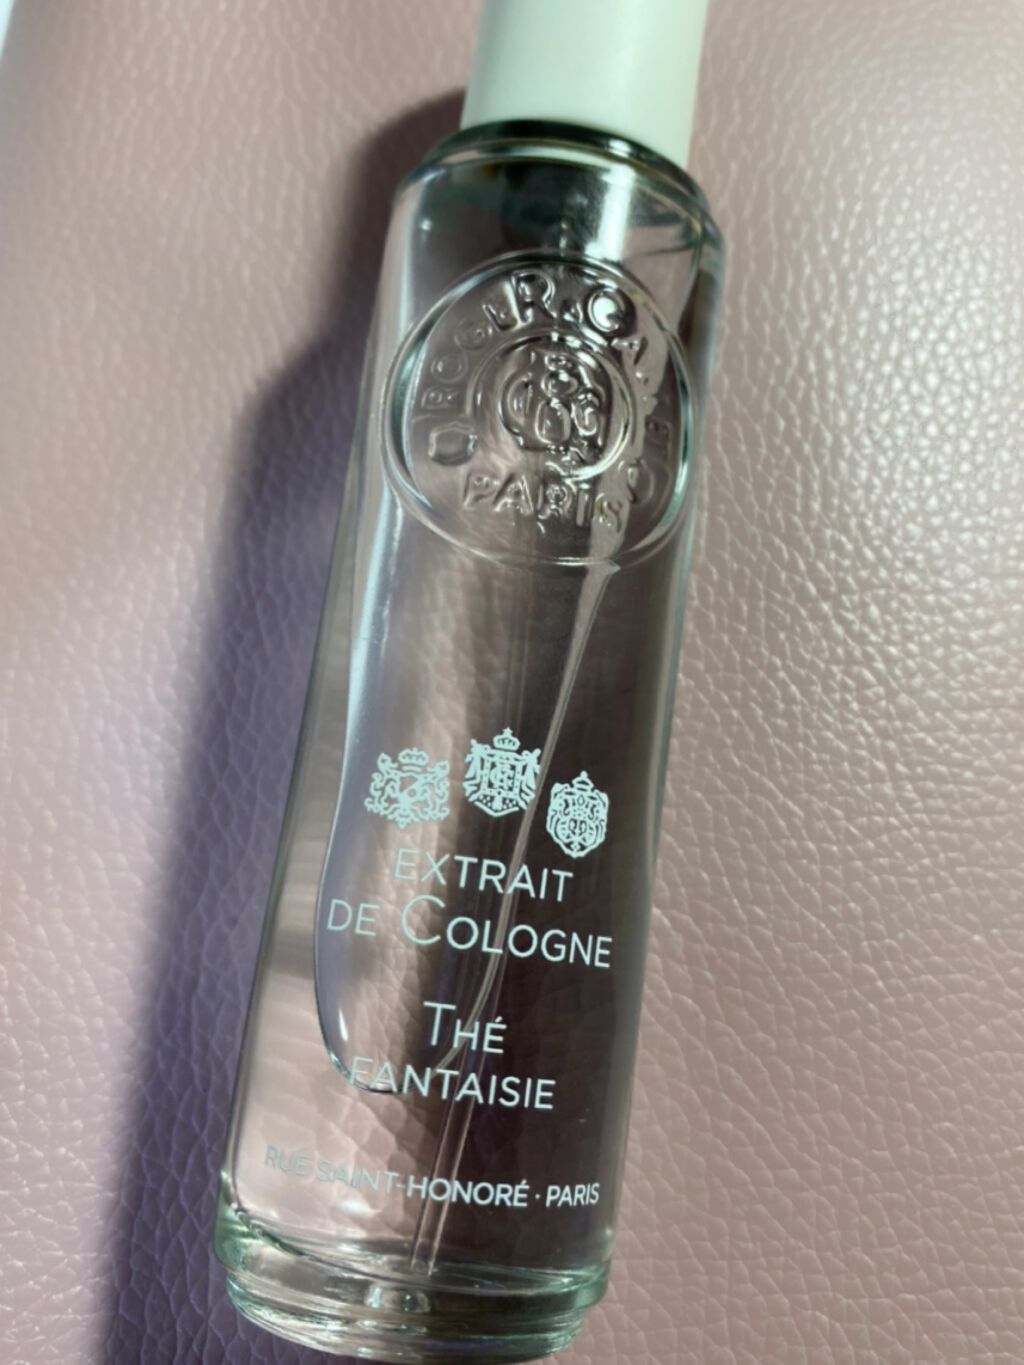 ROGER & GALLET
PARIS
EXTRAIT
DE COLOGNE
THÉ
FANTAISIE
RUE SAINT-HONORÉ · PARIS